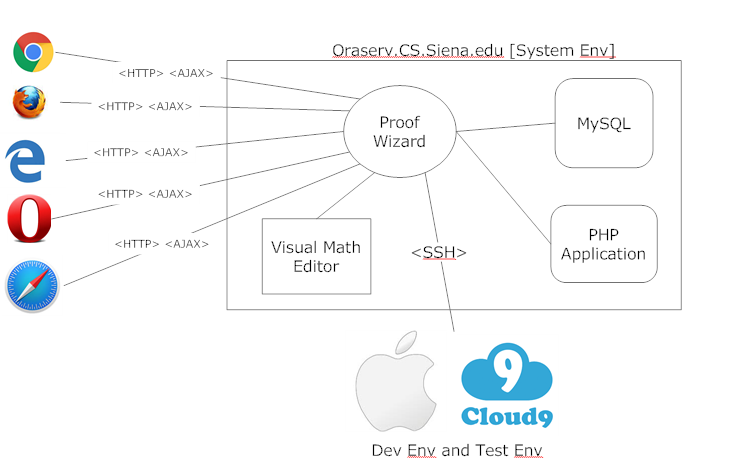 Oraserv.CS.Siena.edu [System Env]
<HTTP> <AJAX>
<HTTP> <AJAX>
<HTTP> <AJAX>
<HTTP> <AJAX>
<HTTP> <AJAX>
Proof
Wizard
MySQL
PHP
Application
Visual Math
Editor
<SSH>
9
Cloud9
Dev Env and Test Env